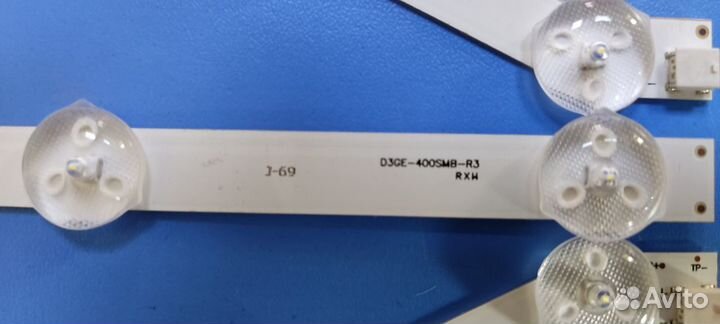 D3GE-400SMB-R3
J-69
RXW
TP-
Avito